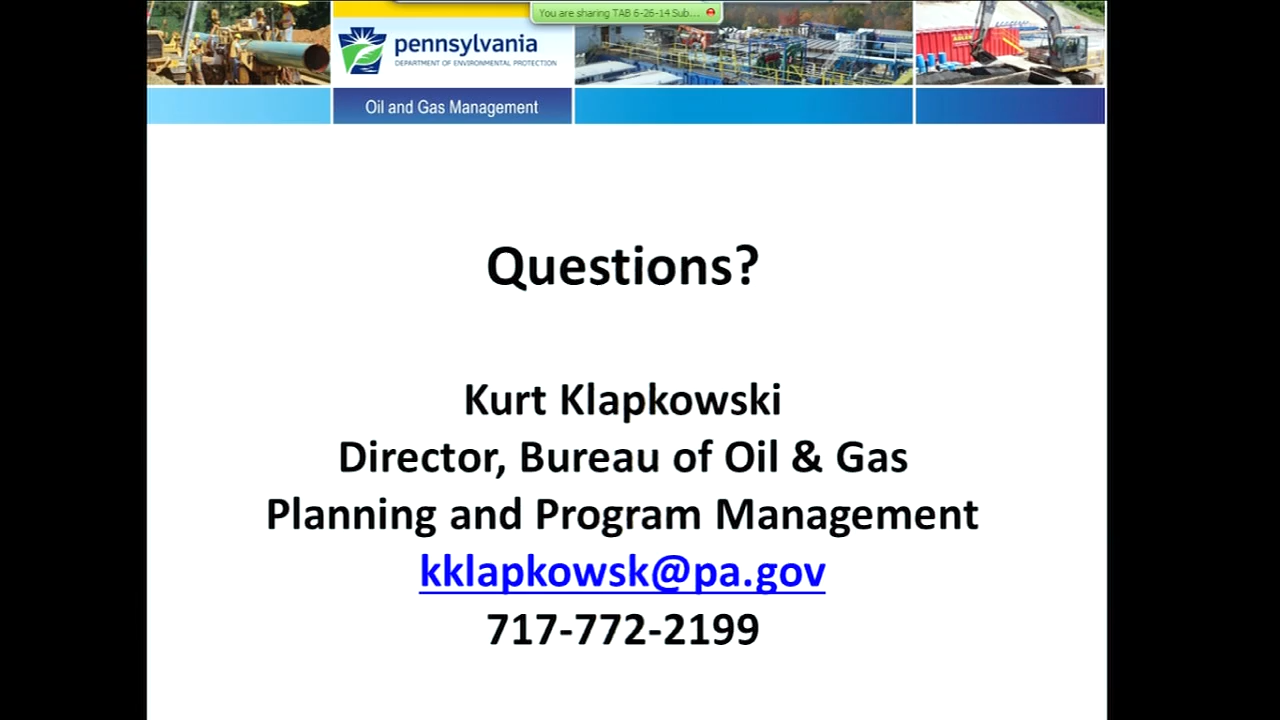 You are sharing TAB 6-26-14 Sub...
pennsylvania
DEPARTMENT OF ENVIRONMENTAL PROTECTION
Oil and Gas Management
Questions?
Kurt Klapkowski
Director, Bureau of Oil & Gas
Planning and Program Management
kklapkowsk@pa.gov
717-772-2199